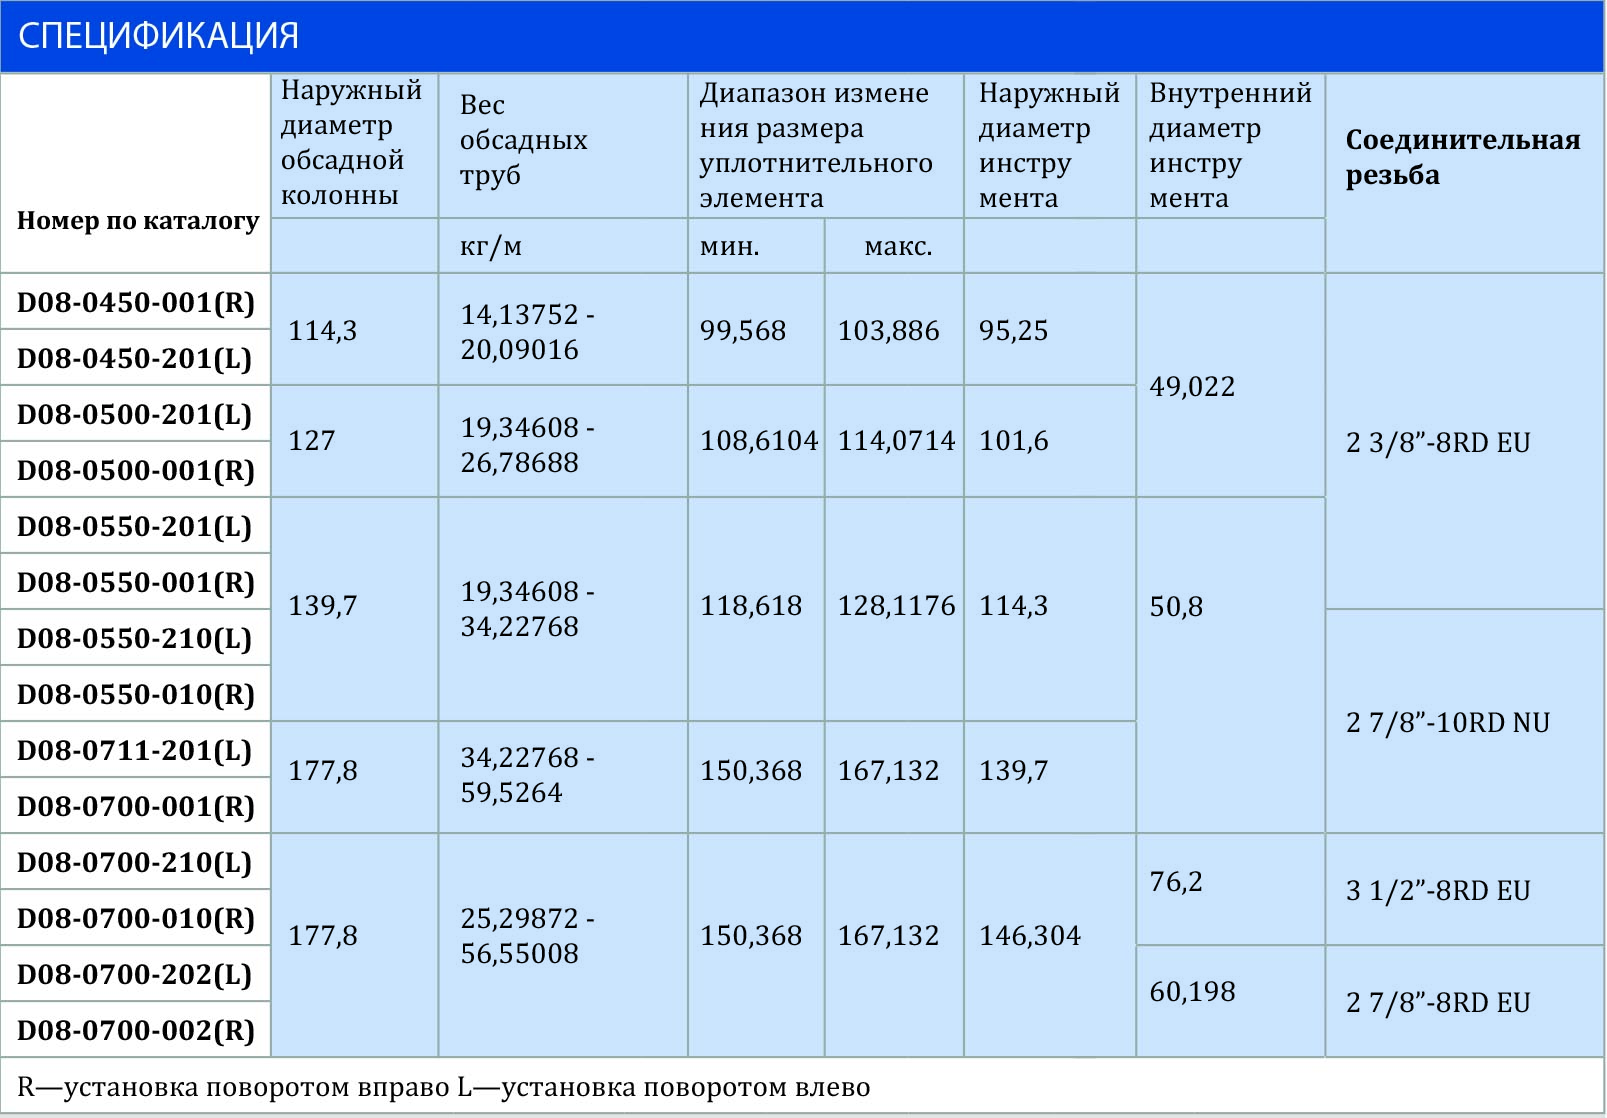 СПЕЦИФИКАЦИЯ
Номер по каталогу
Наружный
диаметр
обсадной
колонны
Вес
обсадных
труб
Диапазон измене
ния размера
уплотнительного
элемента
Наружный
диаметр
инстру
мента
Внутренний
диаметр
инстру
мента
Соединительная
резьба
кг/м
мин.
макс.
D08-0450-001(R)
D08-0450-201(L)
114,3
14,13752 -
20,09016
99,568
103,886
95,25
49,022
2 3/8”-8RD EU
D08-0500-201(L)
D08-0500-001(R)
127
19,34608 -
26,78688
108,6104
114,0714
101,6
D08-0550-201(L)
D08-0550-001(R)
D08-0550-210(L)
D08-0550-010(R)
139,7
19,34608 -
34,22768
118,618
128,1176
114,3
50,8
2 7/8”-10RD NU
D08-0711-201(L)
D08-0700-001(R)
177,8
34,22768 -
59,5264
150,368
167,132
139,7
D08-0700-210(L)
D08-0700-010(R)
D08-0700-202(L)
D08-0700-002(R)
177,8
25,29872 -
56,55008
150,368
167,132
146,304
76,2
3 1/2”-8RD EU
60,198
2 7/8”-8RD EU
R—установка поворотом вправо L—установка поворотом влево